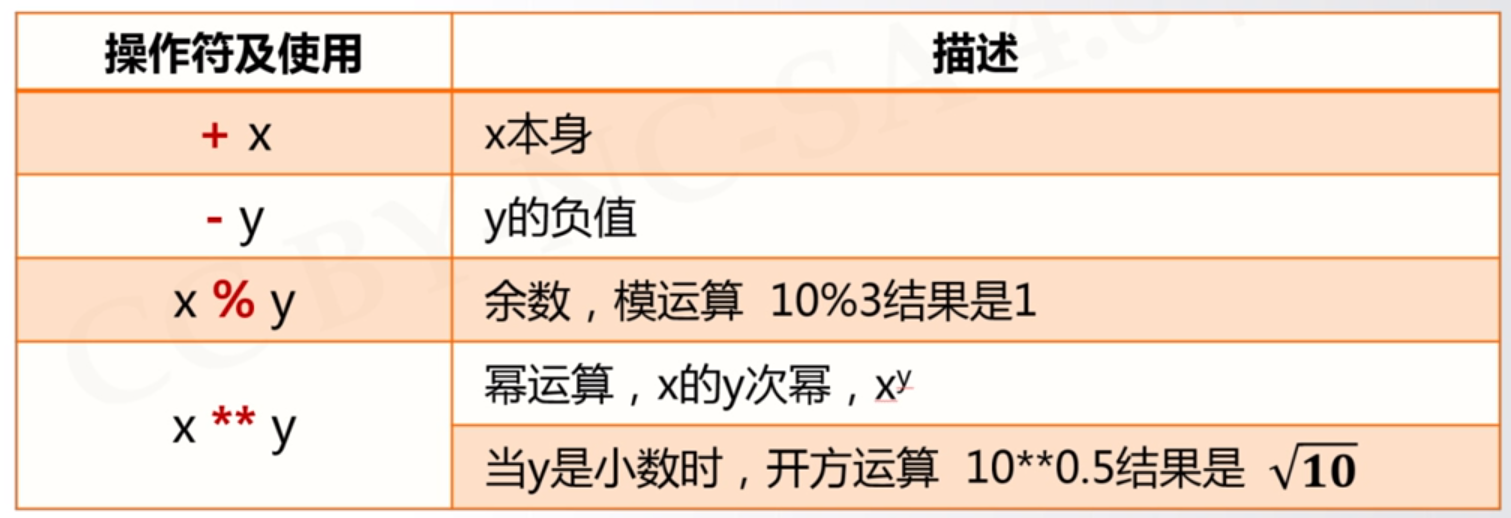 操作符及使用 描述
+ x x本身
- y y的负值
x % y 余数，模运算 10%3结果是1
x ** y 幂运算，x的y次幂，xʸ
当y是小数时，开方运算 10**0.5结果是 √10
CC BY-NC-SA 4.0